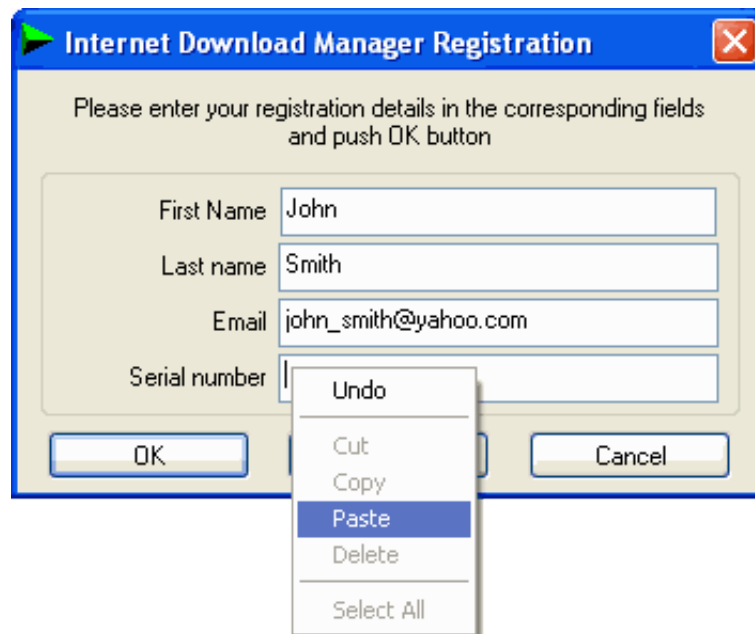 Internet Download Manager Registration
Please enter your registration details in the corresponding fields
and push OK button
First Name John
Last name Smith
Email john_smith@yahoo.com
Serial number
Undo
OK Cut Cancel
Copy
Paste
Delete
Select All